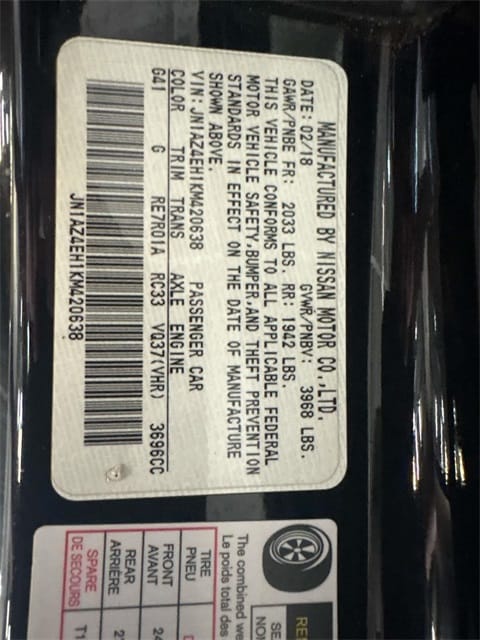 MANUFACTURED BY NISSAN MOTOR CO.,LTD.
DATE: 02/18 GVWR/PNBV: 3968 LBS.
GAWR/PNBE FR: 2033 LBS. RR: 1942 LBS.
THIS VEHICLE CONFORMS TO ALL APPLICABLE FEDERAL
MOTOR VEHICLE SAFETY,BUMPER,AND THEFT PREVENTION
STANDARDS IN EFFECT ON THE DATE OF MANUFACTURE
SHOWN ABOVE.
VIN:JN1AZ4EH1KM420638 PASSENGER CAR
COLOR TRIM TRANS AXLE ENGINE
G41 G RE7R01A RC33 VQ37(VHR) 3696CC
JN1AZ4EH1KM420638
The combined
Le poids total des
TIRE
PNEU
FRONT
AVANT
REAR
ARRIÈRE
SPARE
DE SECOURS